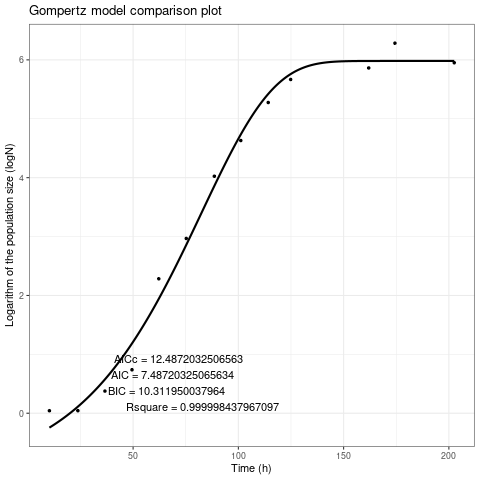 Gompertz model comparison plot
Logarithm of the population size (logN)
6
4
2
0
AICc = 12.4872032506563
AIC = 7.48720325065634
BIC = 10.311950037964
Rsquare = 0.999998437967097
50
100
150
200
Time (h)